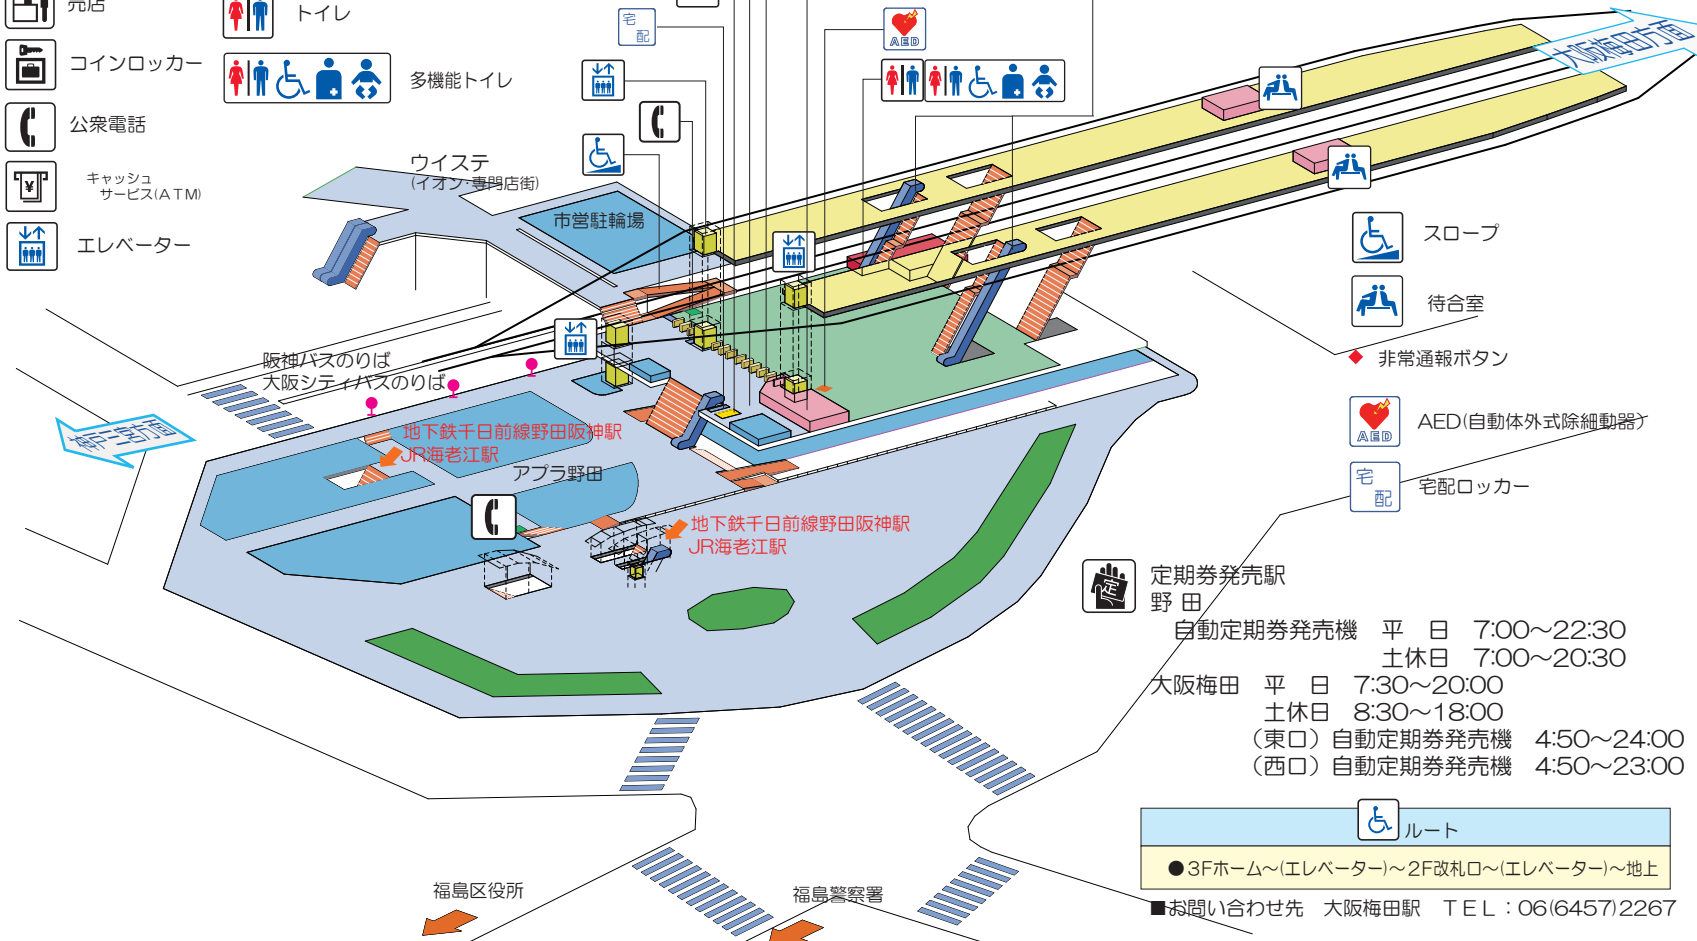 売店
トイレ
コインロッカー
多機能トイレ
公衆電話
キャッシュ
サービス(ATM)
エレベーター
宅
配
AED
大阪梅田方面
ウイステ
(イオン・専門店街)
市営駐輪場
スロープ
待合室
非常通報ボタン
AED
AED(自動体外式除細動器)
宅
配
宅配ロッカー
阪神バスのりば
大阪シティバスのりば
地下鉄千日前線野田阪神駅
JR海老江駅
アプラ野田
地下鉄千日前線野田阪神駅
JR海老江駅
定
定期券発売駅
野 田
自動定期券発売機 平 日 7:00〜22:30
土休日 7:00〜20:30
大阪梅田 平 日 7:30〜20:00
土休日 8:30〜18:00
(東口)自動定期券発売機 4:50〜24:00
(西口)自動定期券発売機 4:50〜23:00
ルート
●3Fホーム〜(エレベーター)〜2F改札口〜(エレベーター)〜地上
■お問い合わせ先 大阪梅田駅 TEL:06(6457)2267
福島区役所
福島警察署